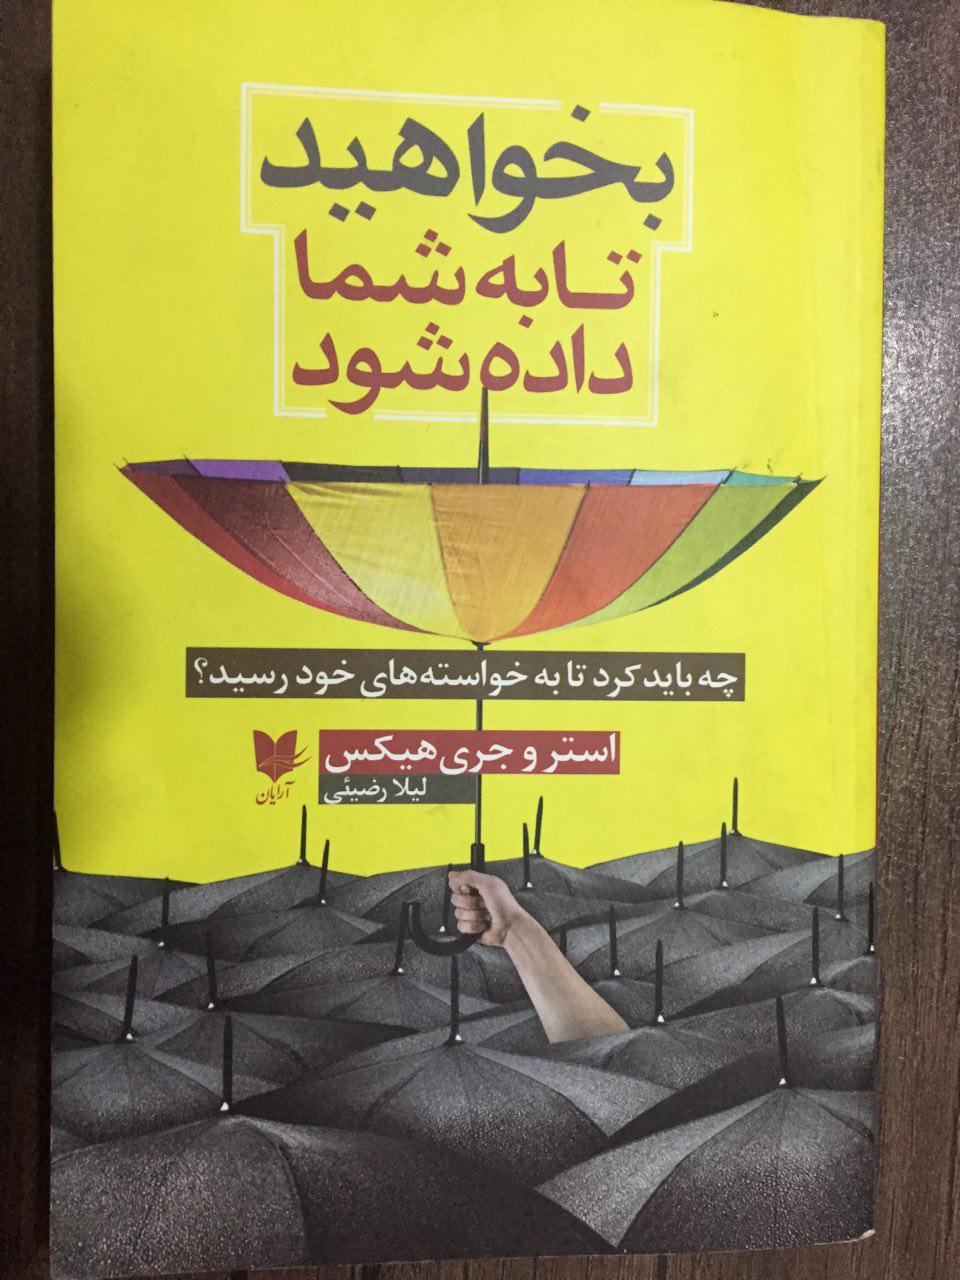 بخواهید
تا به شما
داده شود
چه باید کرد تا به خواسته‌های خود رسید؟
استر و جری هیکس
لیلا رضیئی
آرایان